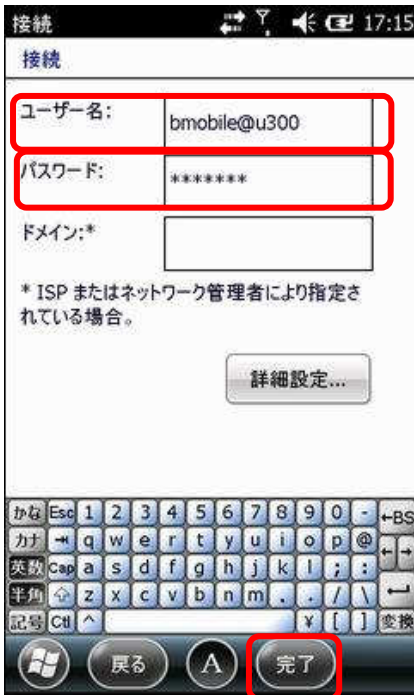 接続 17:15
接続
ユーザー名: bmobile@u300
パスワード: *******
ドメイン:*
* ISP またはネットワーク管理者により指定さ
れている場合。
詳細設定...
かな Esc 1 2 3 4 5 6 7 8 9 0 - ←BS
カナ ⇥ q w e r t y u i o p @ ← →
英数 Cap a s d f g h j k l ; :
半角 ⇧ z x c v b n m , . / \ ↵
記号 Ctl ^ ¥ [ ] 変換
戻る A 完了